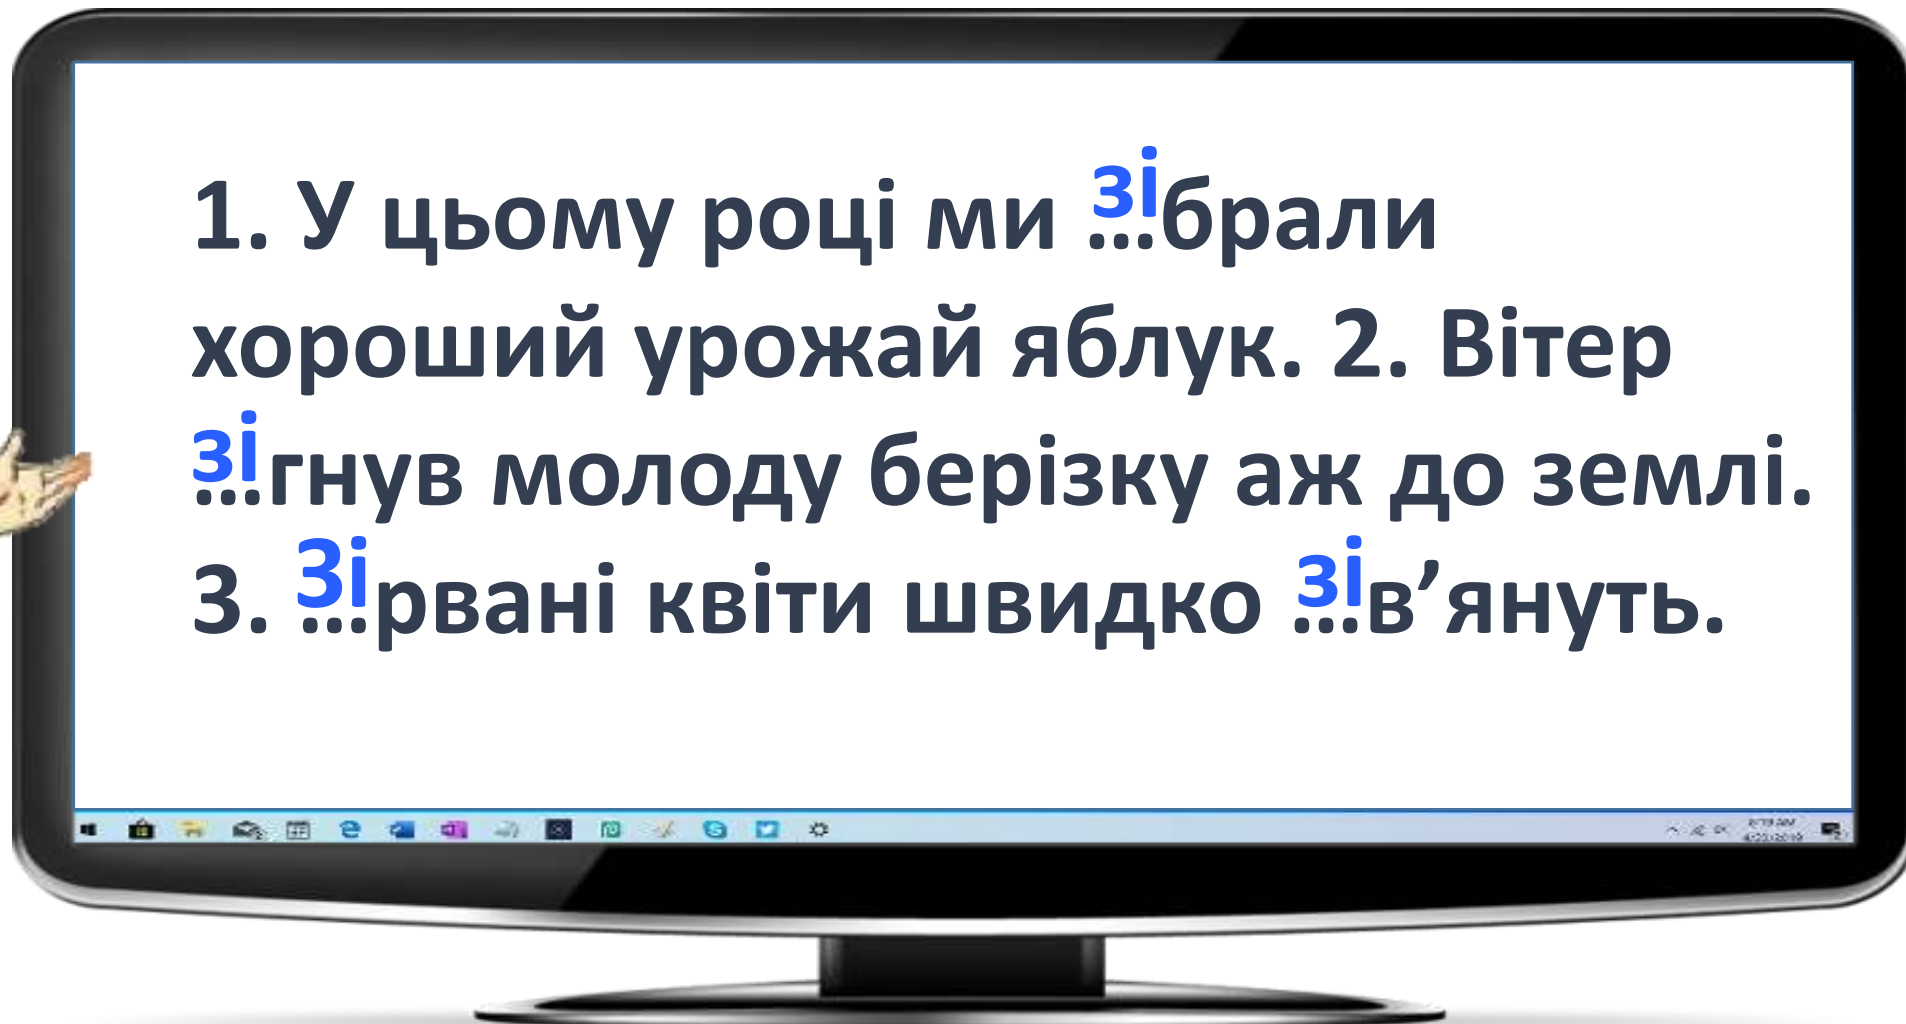 1. У цьому році ми зі...брали
хороший урожай яблук. 2. Вітер
зі...гнув молоду берізку аж до землі.
3. Зі...рвані квіти швидко зі...в’януть.